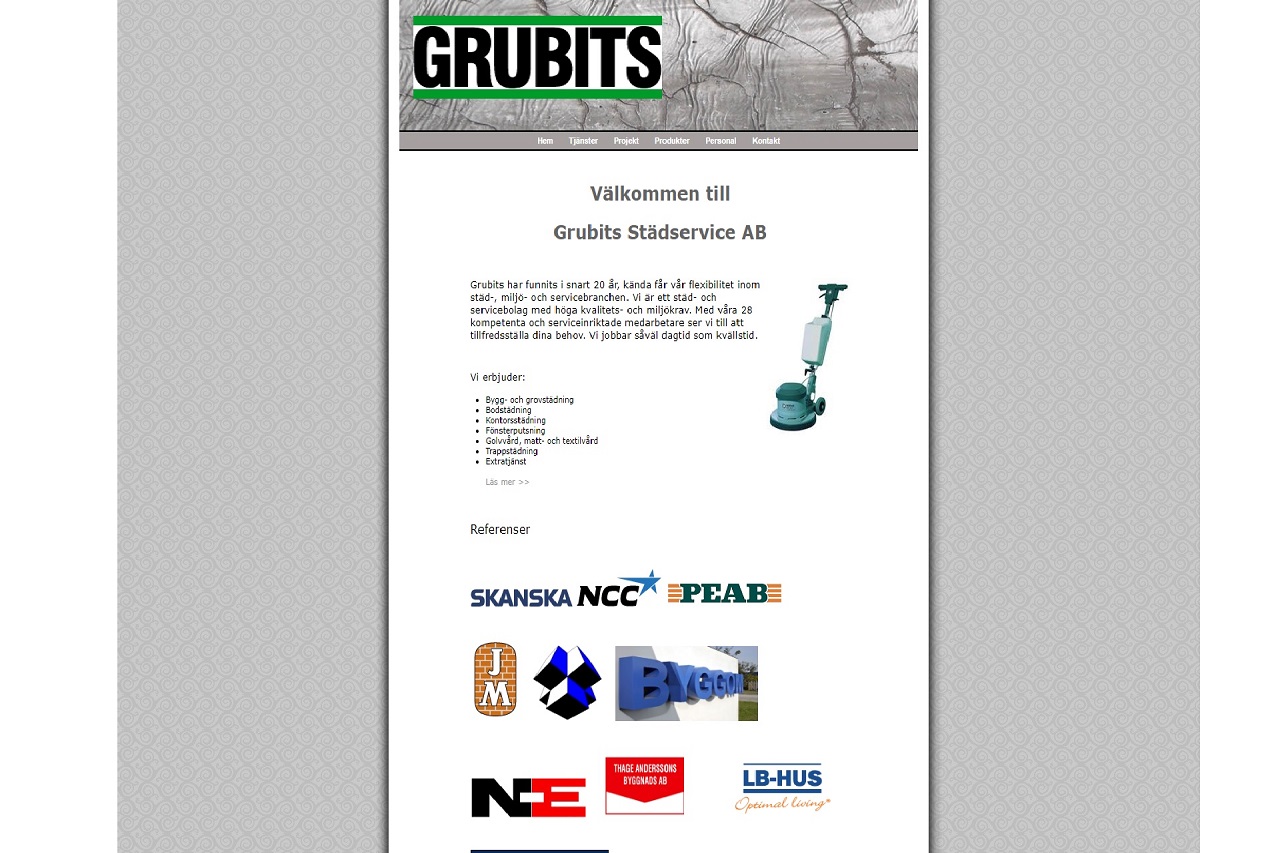 GRUBITS
Hem Tjänster Projekt Produkter Personal Kontakt
Välkommen till
Grubits Städservice AB
Grubits har funnits i snart 20 år, kända får vår flexibilitet inom
städ-, miljö- och servicebranchen. Vi är ett städ- och
servicebolag med höga kvalitets- och miljökrav. Med våra 28
kompetenta och serviceinriktade medarbetare ser vi till att
tillfredsställa dina behov. Vi jobbar såväl dagtid som kvällstid.
Vi erbjuder:
Bygg- och grovstädning
Bodstädning
Kontorsstädning
Fönsterputsning
Golvvård, matt- och textilvård
Trappstädning
Extratjänst
Läs mer >>
Referenser
SKANSKA NCC PEAB
JM
NE
THAGE ANDERSSONS
BYGGNADS AB
LB-HUS
Optimal living